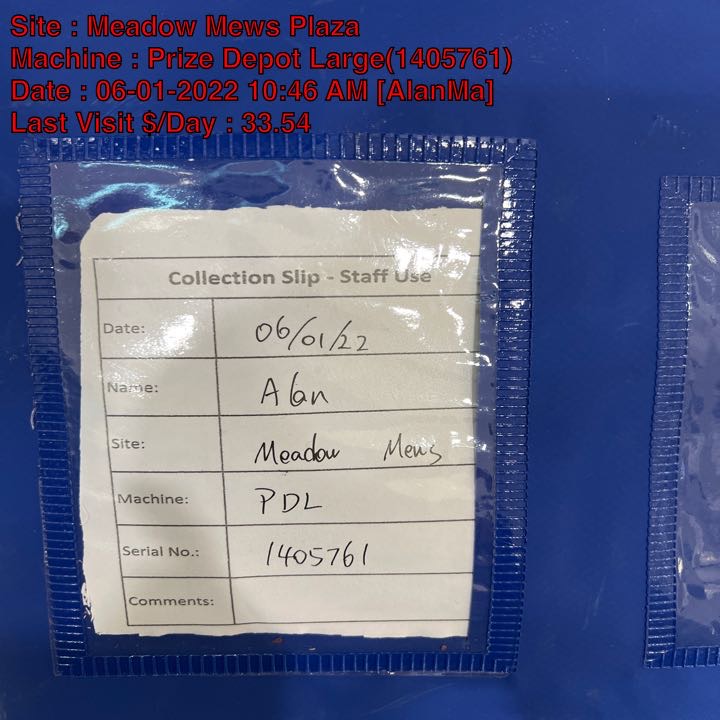 Site : Meadow Mews Plaza
Machine : Prize Depot Large(1405761)
Date : 06-01-2022 10:46 AM [AlanMa]
Last Visit $/Day : 33.54
Collection Slip - Staff Use
Date: 06/01/22
Name: Alan
Site: Meadow Mews
Machine: PDL
Serial No.: 1405761
Comments: